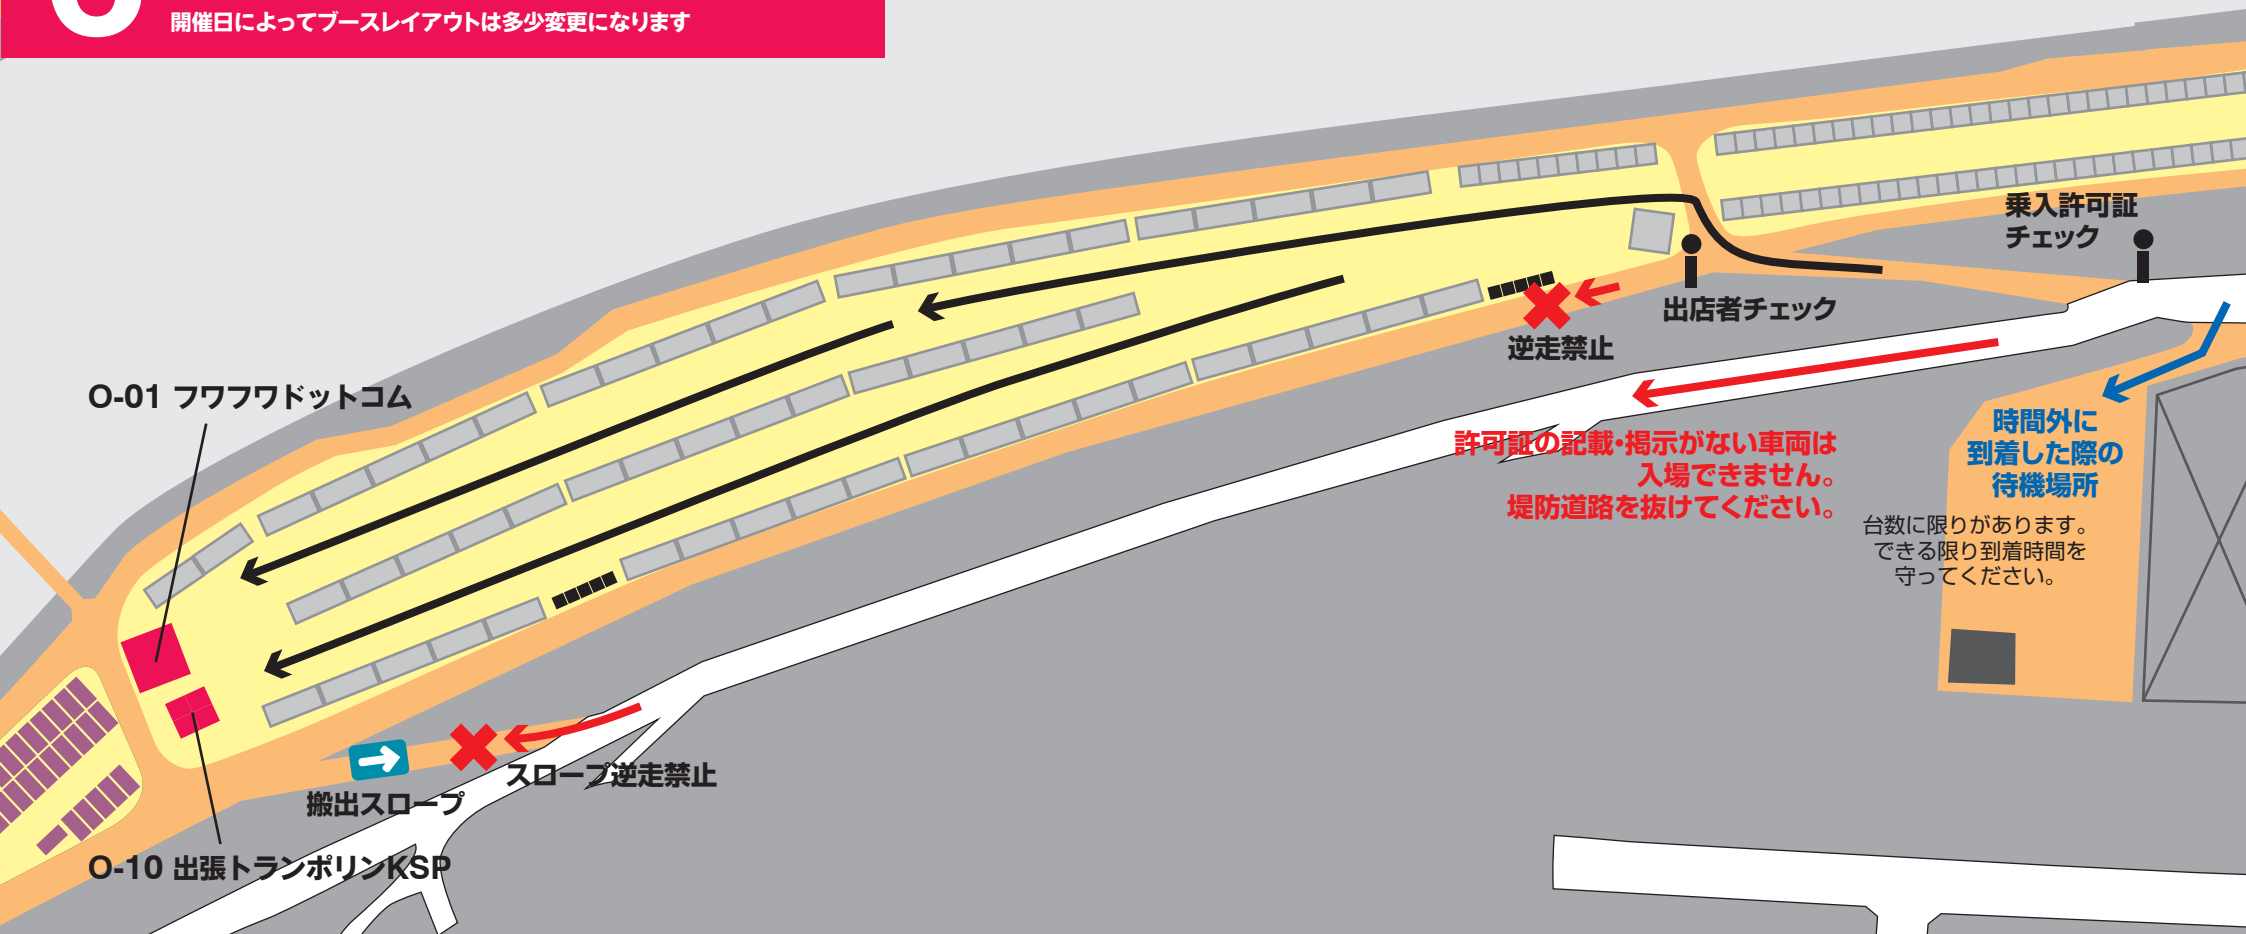 開催日によってブースレイアウトは多少変更になります
乗入許可証
チェック
出店者チェック
逆走禁止
O-01 フワフワドットコム
許可証の記載・掲示がない車両は
入場できません。
堤防道路を抜けてください。
時間外に
到着した際の
待機場所
台数に限りがあります。
できる限り到着時間を
守ってください。
スロープ逆走禁止
搬出スロープ
O-10 出張トランポリンKSP